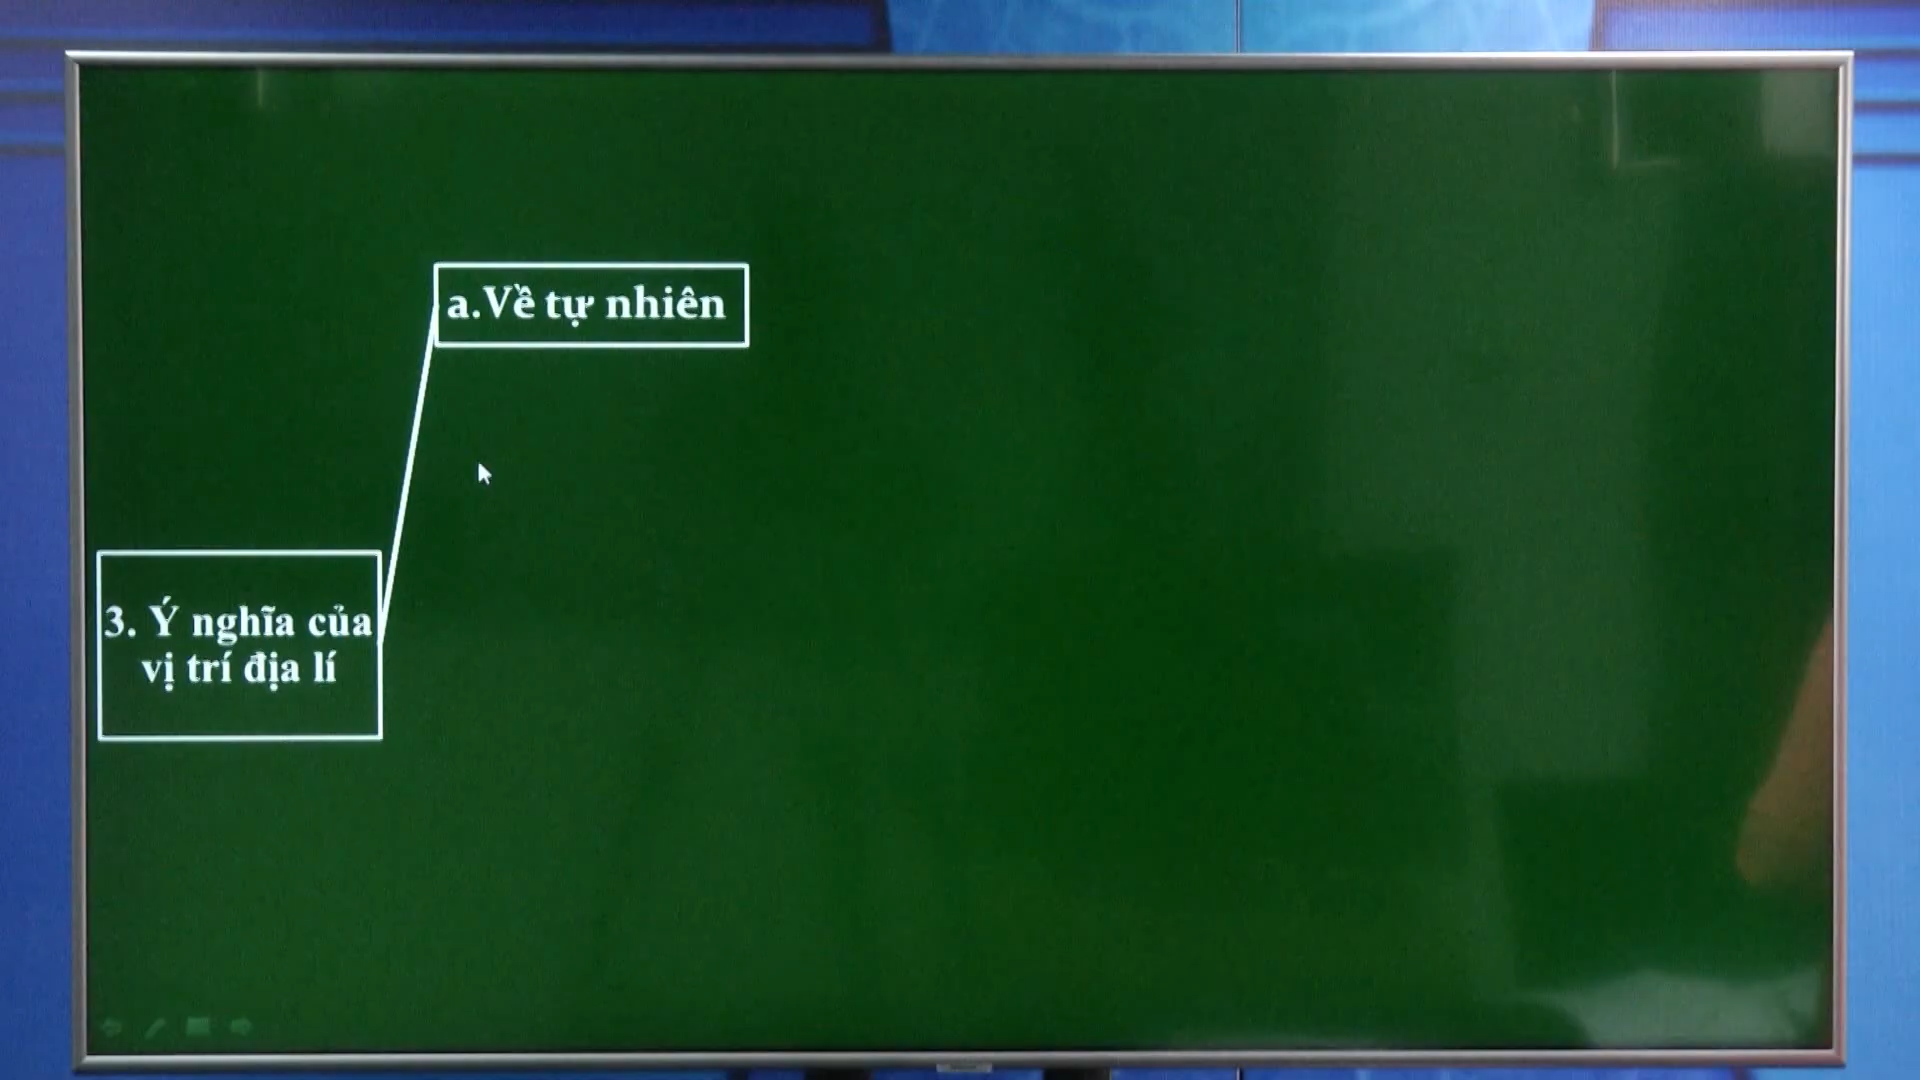 a.Về tự nhiên
3. Ý nghĩa của
vị trí địa lí